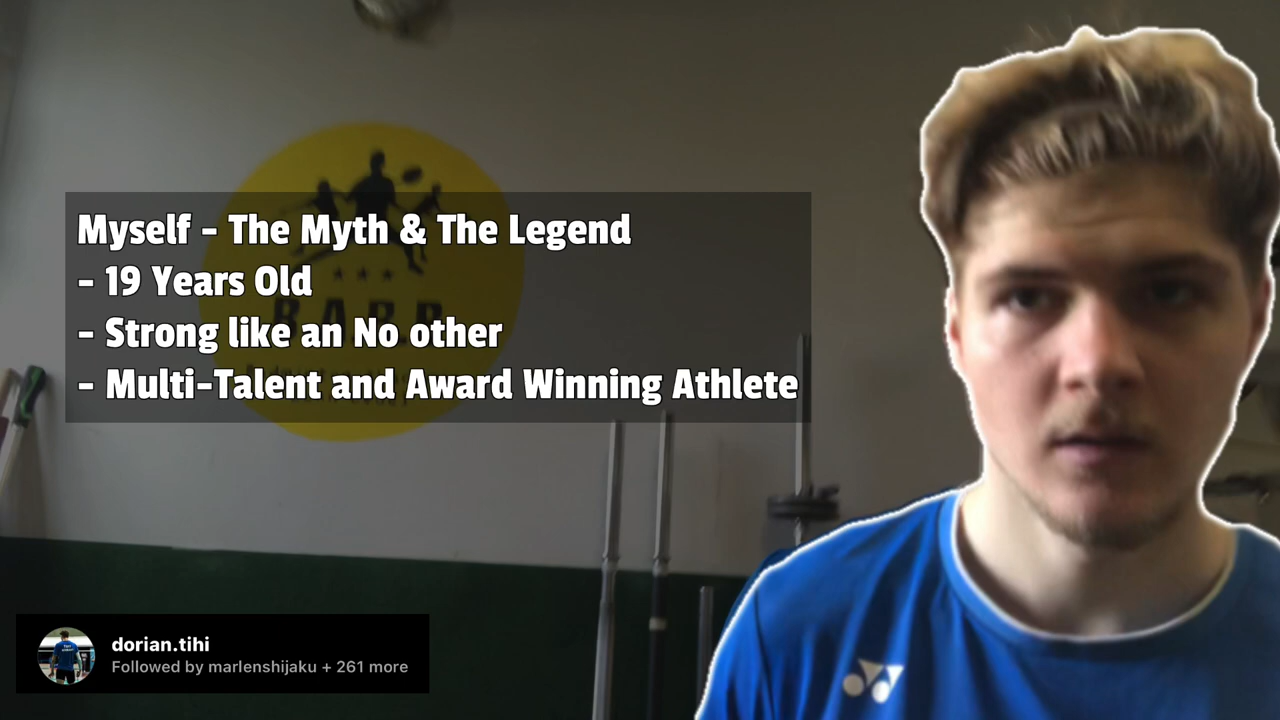 Myself - The Myth & The Legend
- 19 Years Old
- Strong like an No other
- Multi-Talent and Award Winning Athlete
dorian.tihi
Followed by marlenshijaku + 261 more